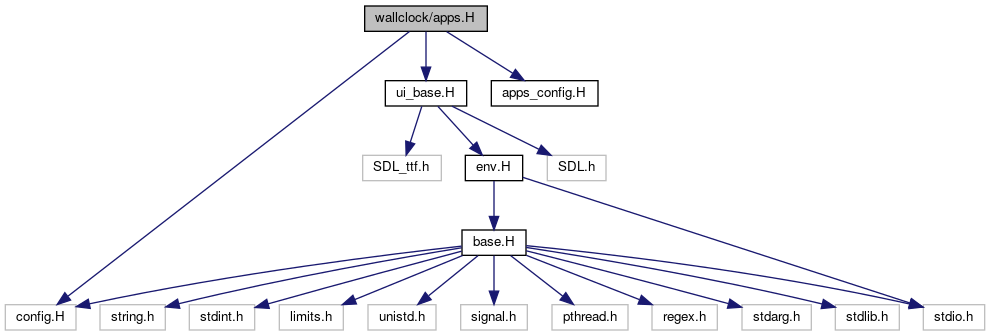 wallclock/apps.H
ui_base.H
apps_config.H
SDL_ttf.h
env.H
SDL.h
base.H
config.H
string.h
stdint.h
limits.h
unistd.h
signal.h
pthread.h
regex.h
stdarg.h
stdlib.h
stdio.h